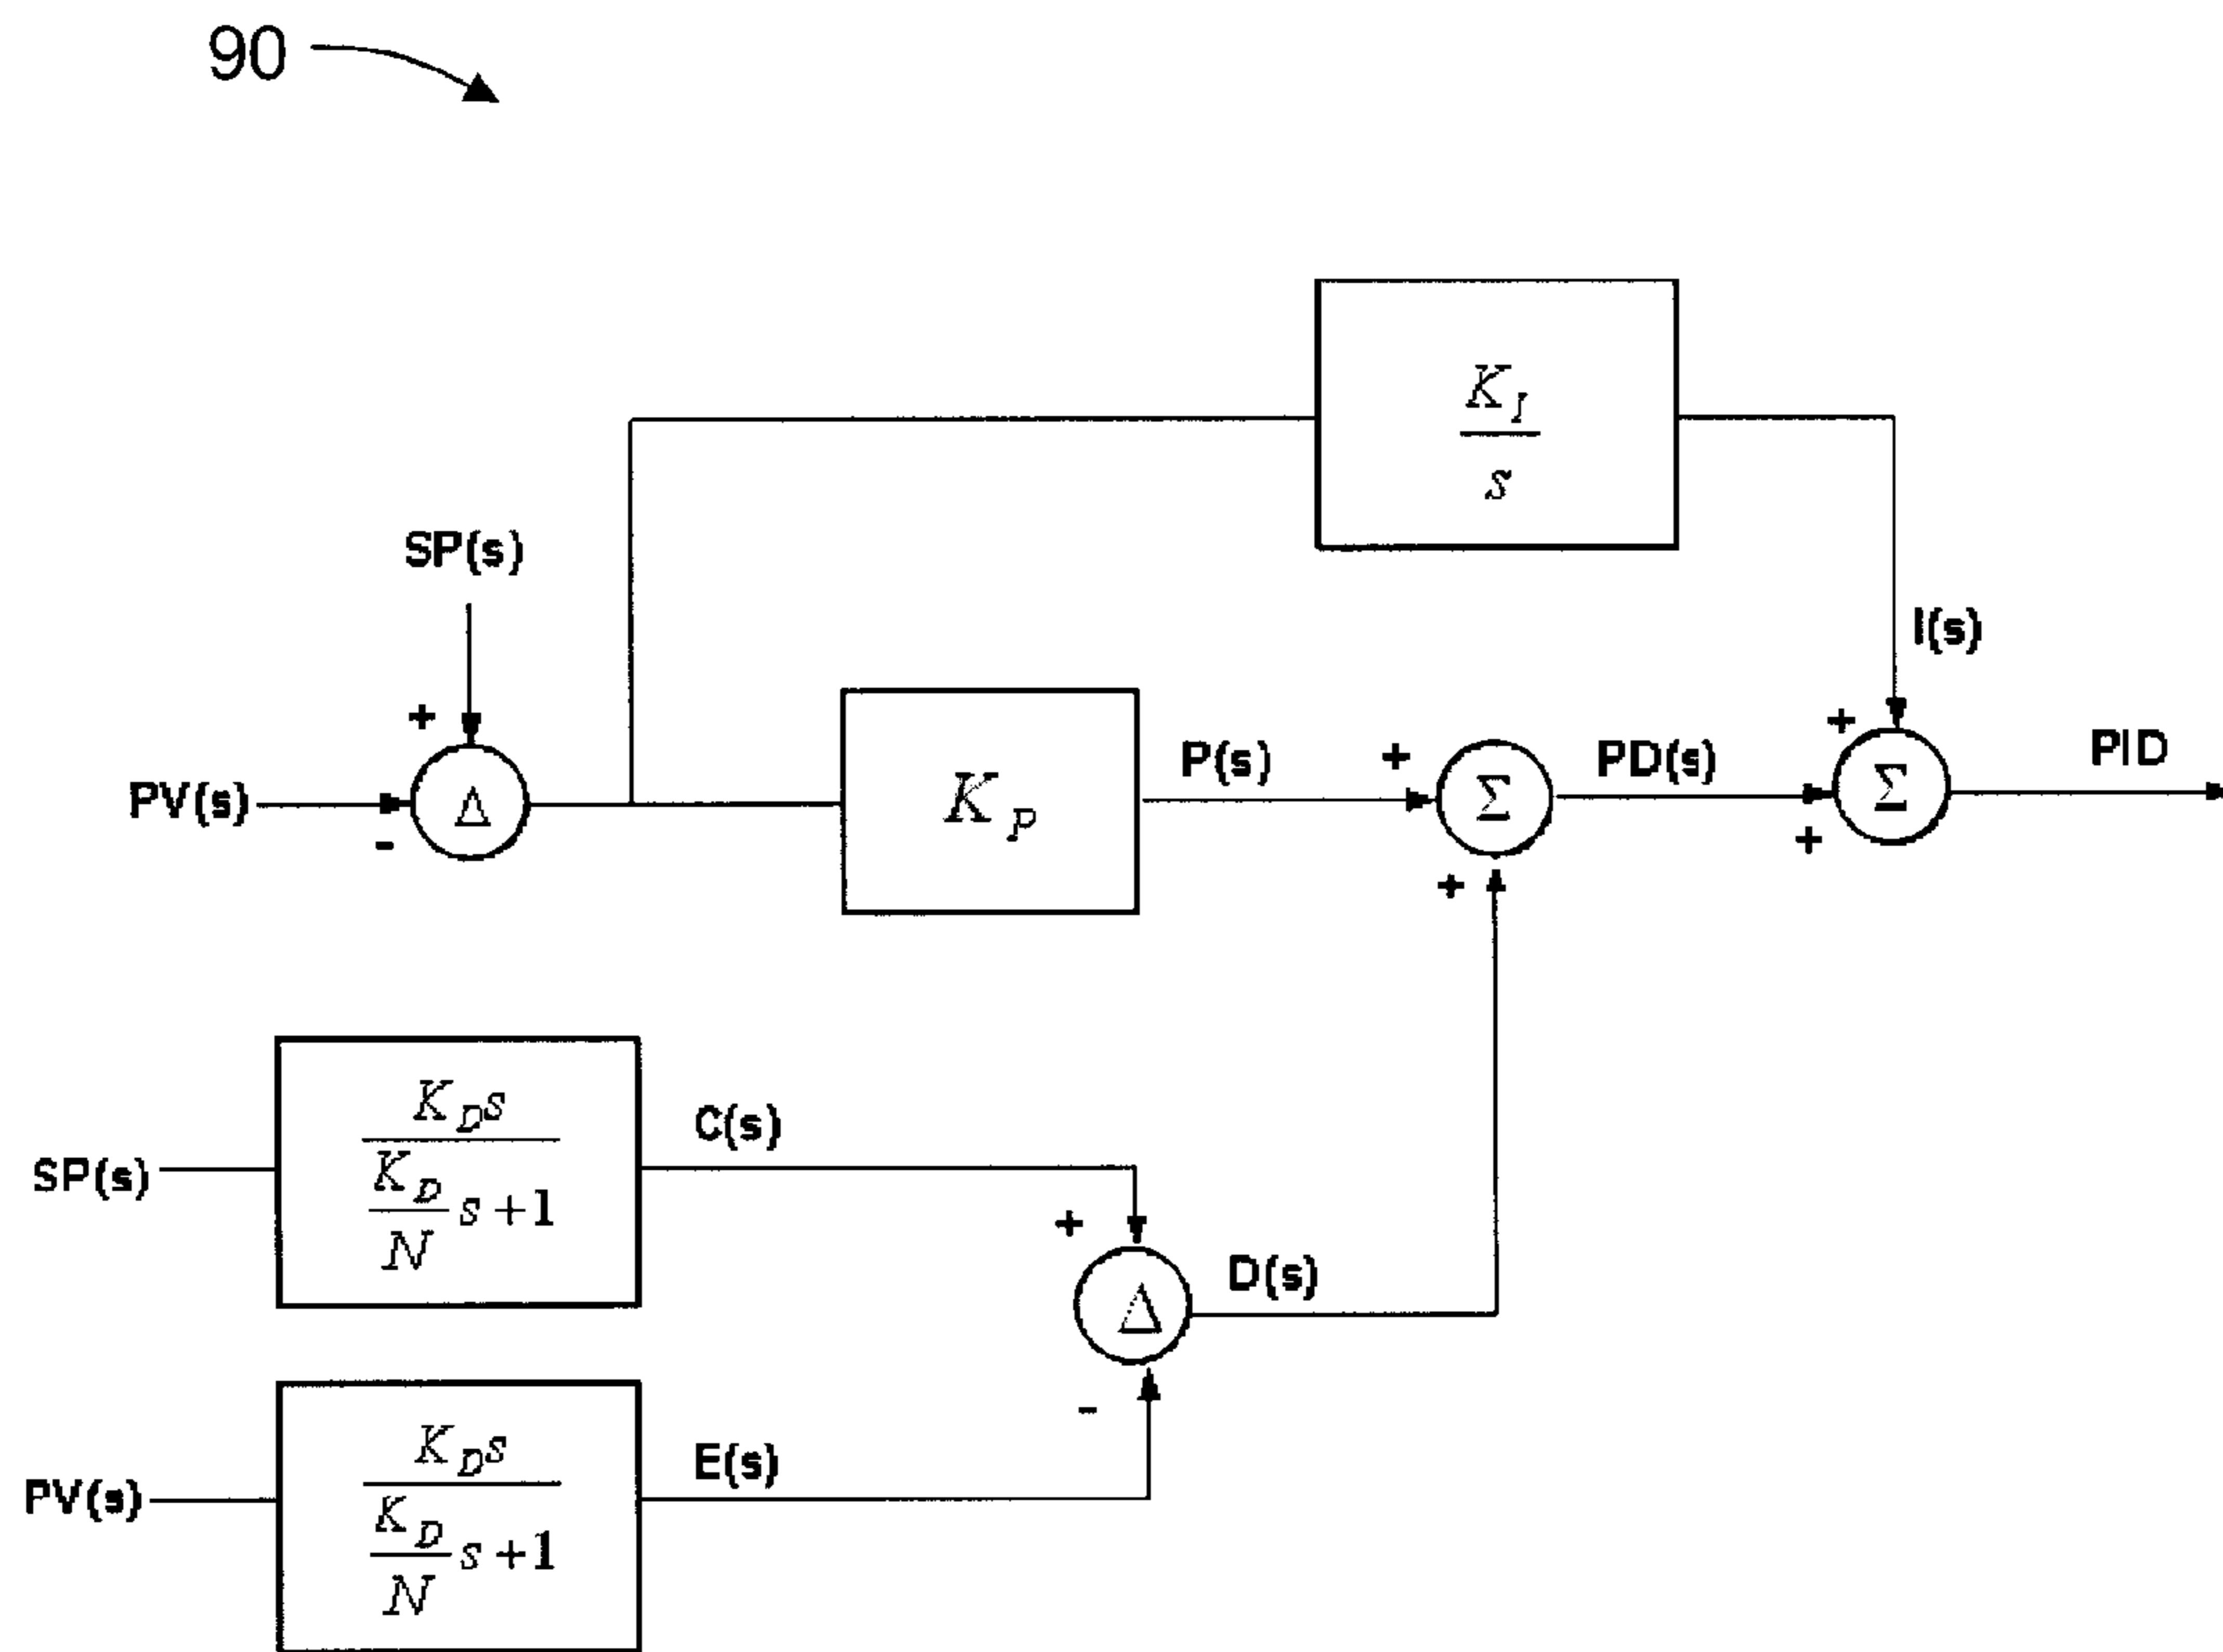 90
K_I
s
SP(s)
I(s)
+
+
PV(s)
-
Δ
K_P
P(s)
+
Σ
+
PD(s)
+
Σ
PID
K_D s
K_D
N
s+1
SP(s)
C(s)
+
Δ
D(s)
-
K_D s
K_D
N
s+1
PV(s)
E(s)